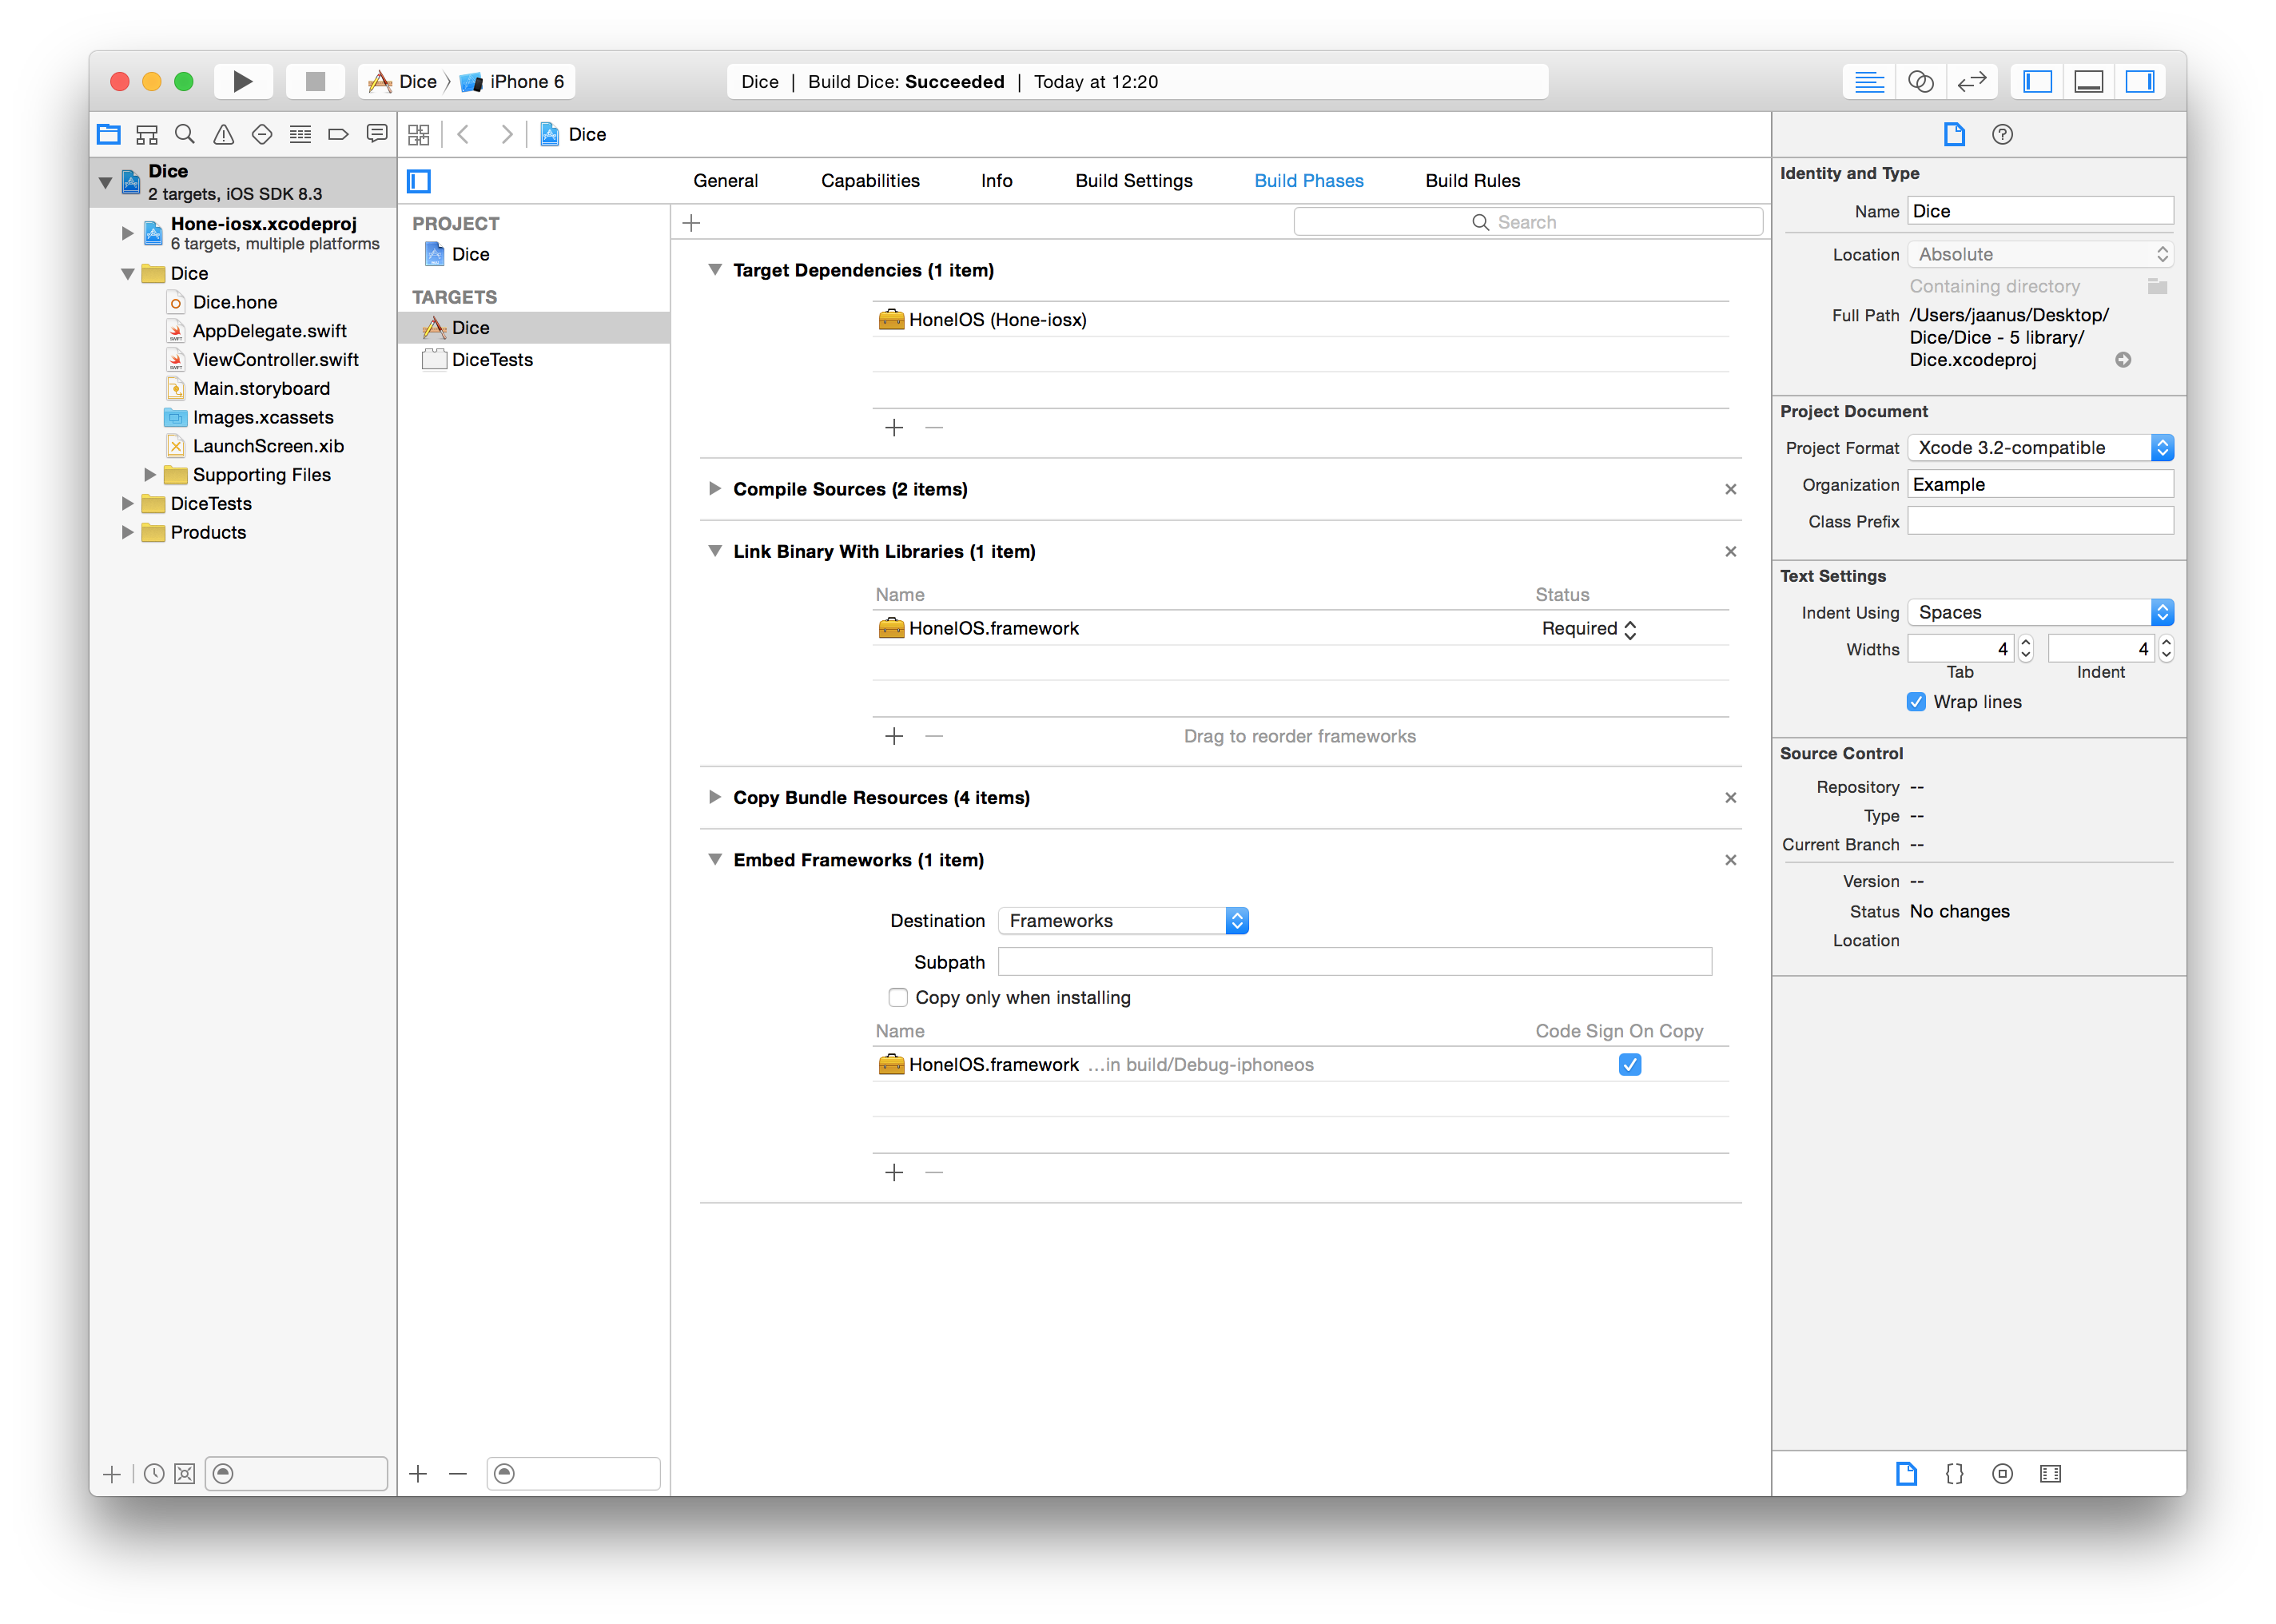 Dice
iPhone 6
Dice | Build Dice: Succeeded | Today at 12:20
Dice
Dice
2 targets, iOS SDK 8.3
Hone-iosx.xcodeproj
6 targets, multiple platforms
Dice
Dice.hone
AppDelegate.swift
ViewController.swift
Main.storyboard
Images.xcassets
LaunchScreen.xib
Supporting Files
DiceTests
Products
General
Capabilities
Info
Build Settings
Build Phases
Build Rules
PROJECT
Dice
TARGETS
Dice
DiceTests
Search
Target Dependencies (1 item)
HoneIOS (Hone-iosx)
Compile Sources (2 items)
Link Binary With Libraries (1 item)
Name Status
HoneIOS.framework Required
Drag to reorder frameworks
Copy Bundle Resources (4 items)
Embed Frameworks (1 item)
Destination Frameworks
Subpath
Copy only when installing
Name Code Sign On Copy
HoneIOS.framework ...in build/Debug-iphoneos
Identity and Type
Name Dice
Location Absolute
Containing directory
Full Path /Users/jaanus/Desktop/
Dice/Dice - 5 library/
Dice.xcodeproj
Project Document
Project Format Xcode 3.2-compatible
Organization Example
Class Prefix
Text Settings
Indent Using Spaces
Widths 4 4
Tab Indent
Wrap lines
Source Control
Repository --
Type --
Current Branch --
Version --
Status No changes
Location